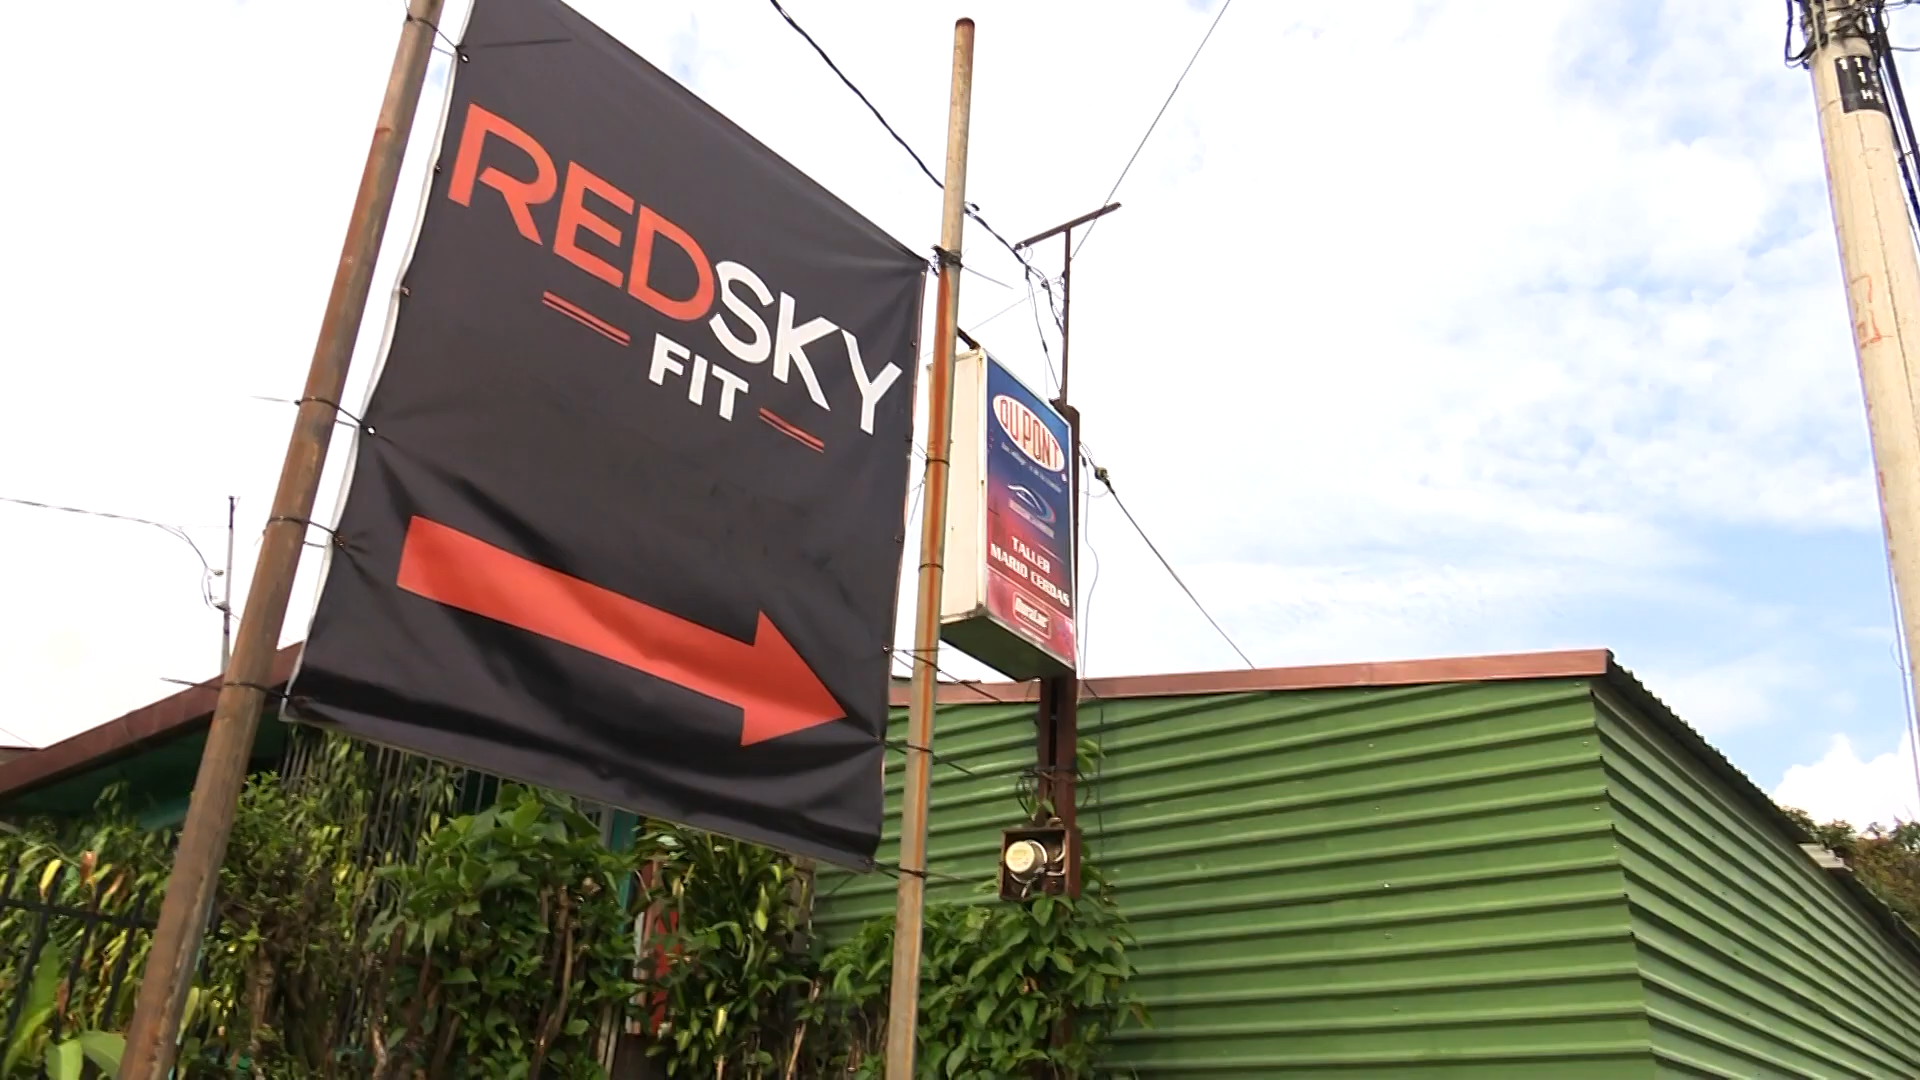 REDSKY
FIT
DU PONT
TALLER
MARIO CERDAS